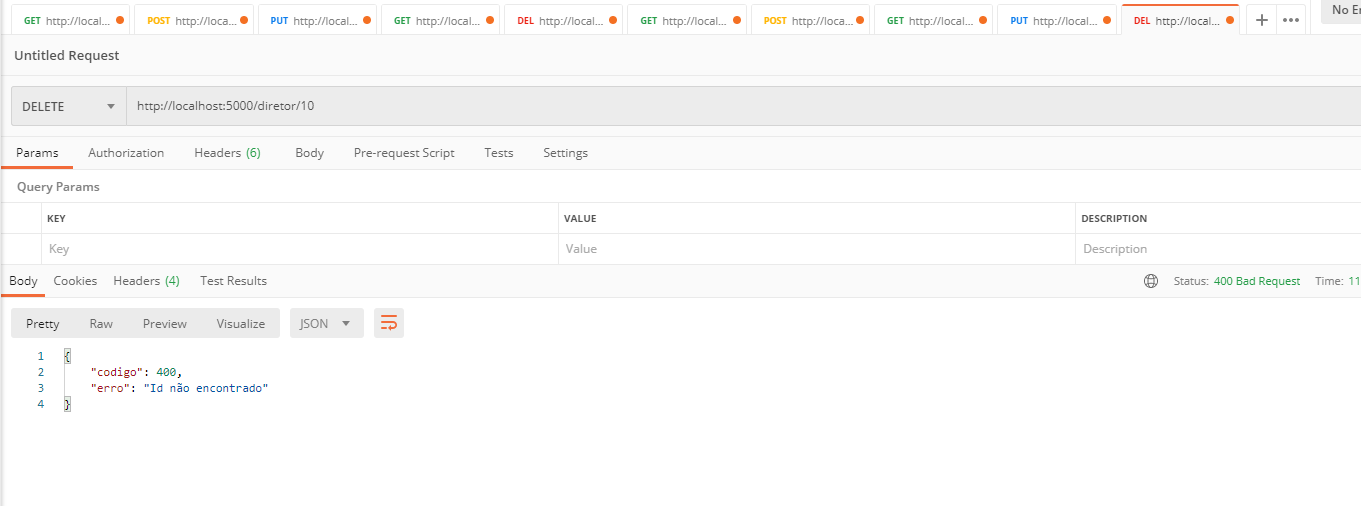 GET http://local... POST http://loca... PUT http://local... GET http://local... DEL http://local... GET http://local... POST http://loca... GET http://local... PUT http://local... DEL http://local... + ••• No
Untitled Request
DELETE http://localhost:5000/diretor/10
Params Authorization Headers (6) Body Pre-request Script Tests Settings
Query Params
KEY VALUE DESCRIPTION
Key Value Description
Body Cookies Headers (4) Test Results Status: 400 Bad Request Time: 11
Pretty Raw Preview Visualize JSON
1 {
2 "codigo": 400,
3 "erro": "Id não encontrado"
4 }